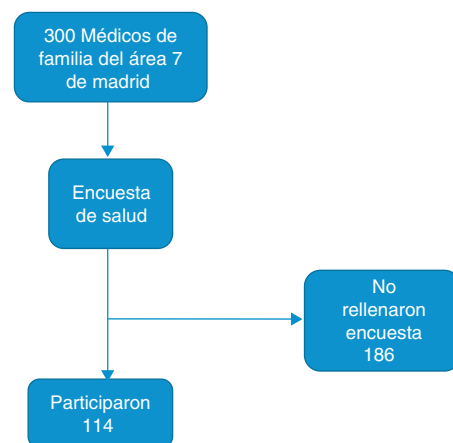 300 Médicos de
familia del área 7
de madrid
Encuesta
de salud
No
rellenaron
encuesta
186
Participaron
114